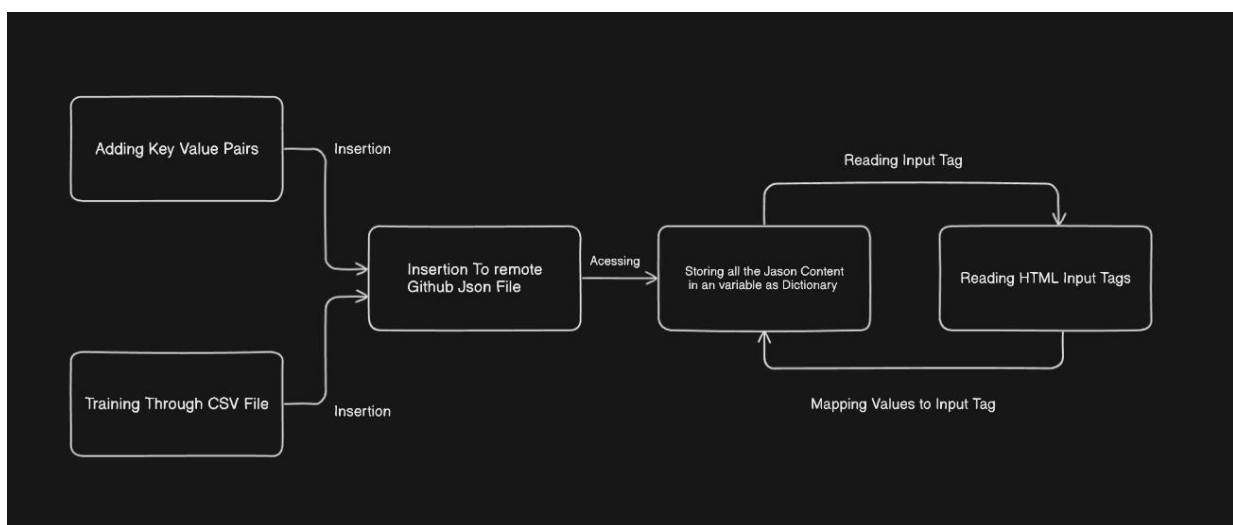 Adding Key Value Pairs
Insertion
Reading Input Tag
Insertion To remote
Github Json File
Acessing
Storing all the Jason Content
in an variable as Dictionary
Reading HTML Input Tags
Training Through CSV File
Insertion
Mapping Values to Input Tag